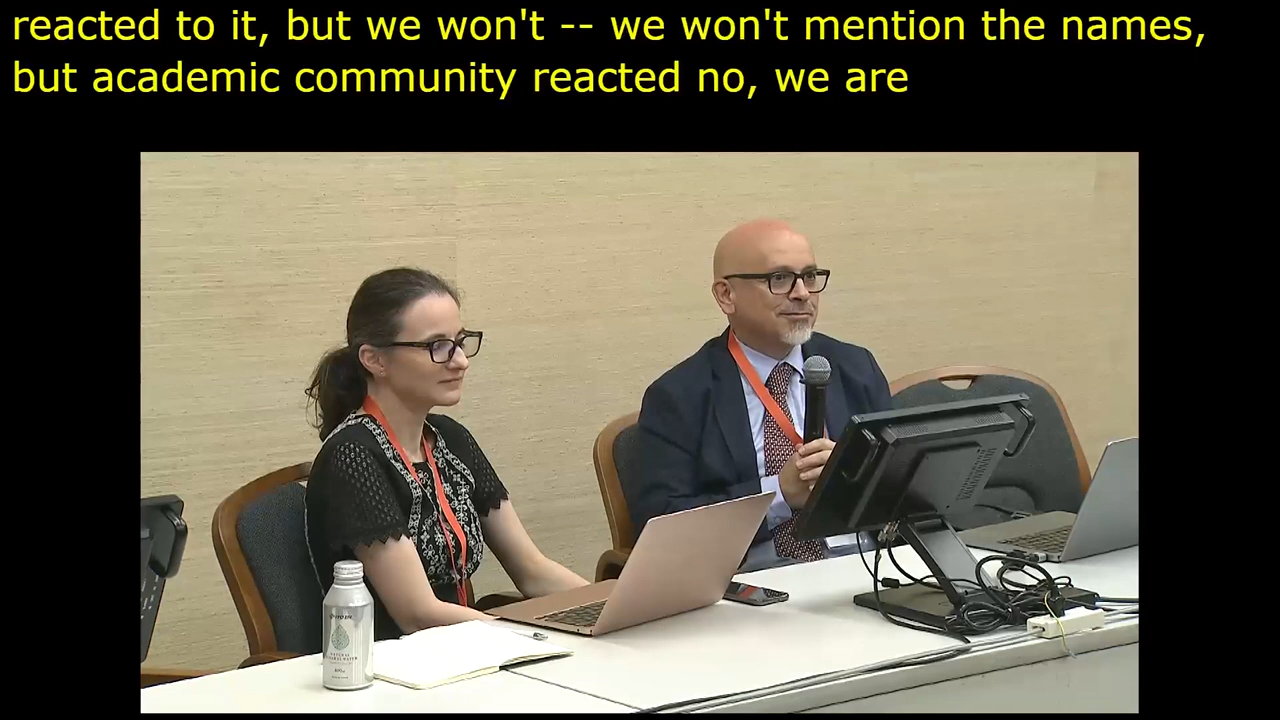 reacted to it, but we won't -- we won't mention the names,
but academic community reacted no, we are